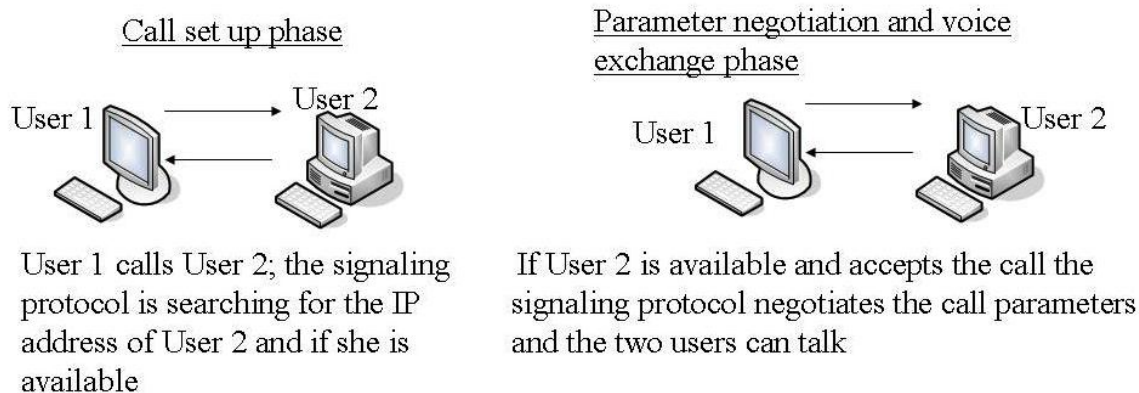 Call set up phase
User 1
User 2
User 1 calls User 2; the signaling
protocol is searching for the IP
address of User 2 and if she is
available
Parameter negotiation and voice
exchange phase
User 1
User 2
If User 2 is available and accepts the call the
signaling protocol negotiates the call parameters
and the two users can talk